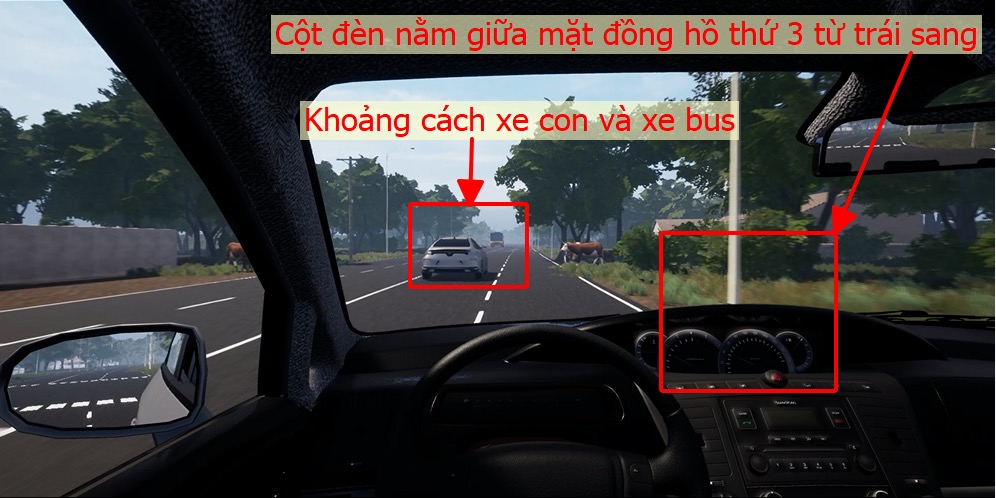 Cột đèn nằm giữa mặt đồng hồ thứ 3 từ trái sang
Khoảng cách xe con và xe bus